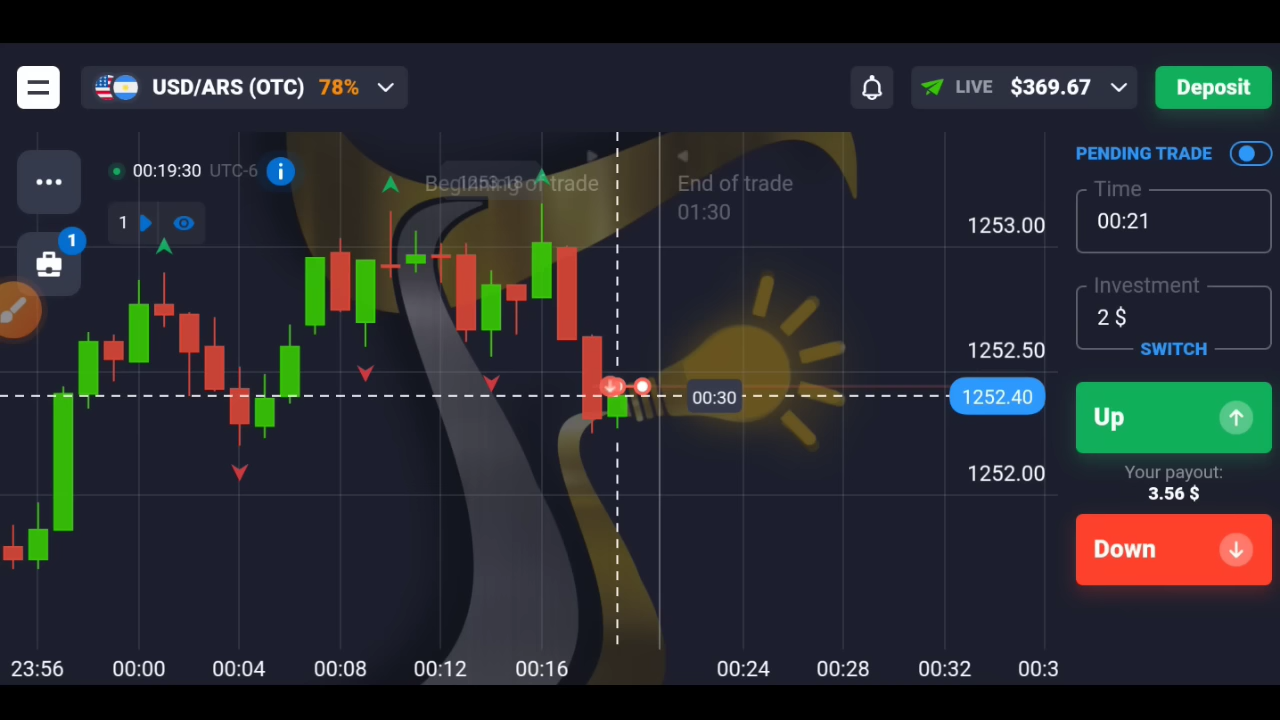 USD/ARS (OTC) 78%
LIVE $369.67
Deposit
00:19:30 UTC-6
PENDING TRADE
Beginning of trade
1253.18
End of trade
01:30
Time
00:21
1
1
1253.00
1252.50
1252.40
1252.00
00:30
Investment
2 $
SWITCH
Up
Your payout:
3.56 $
Down
23:56 00:00 00:04 00:08 00:12 00:16 00:24 00:28 00:32 00:3